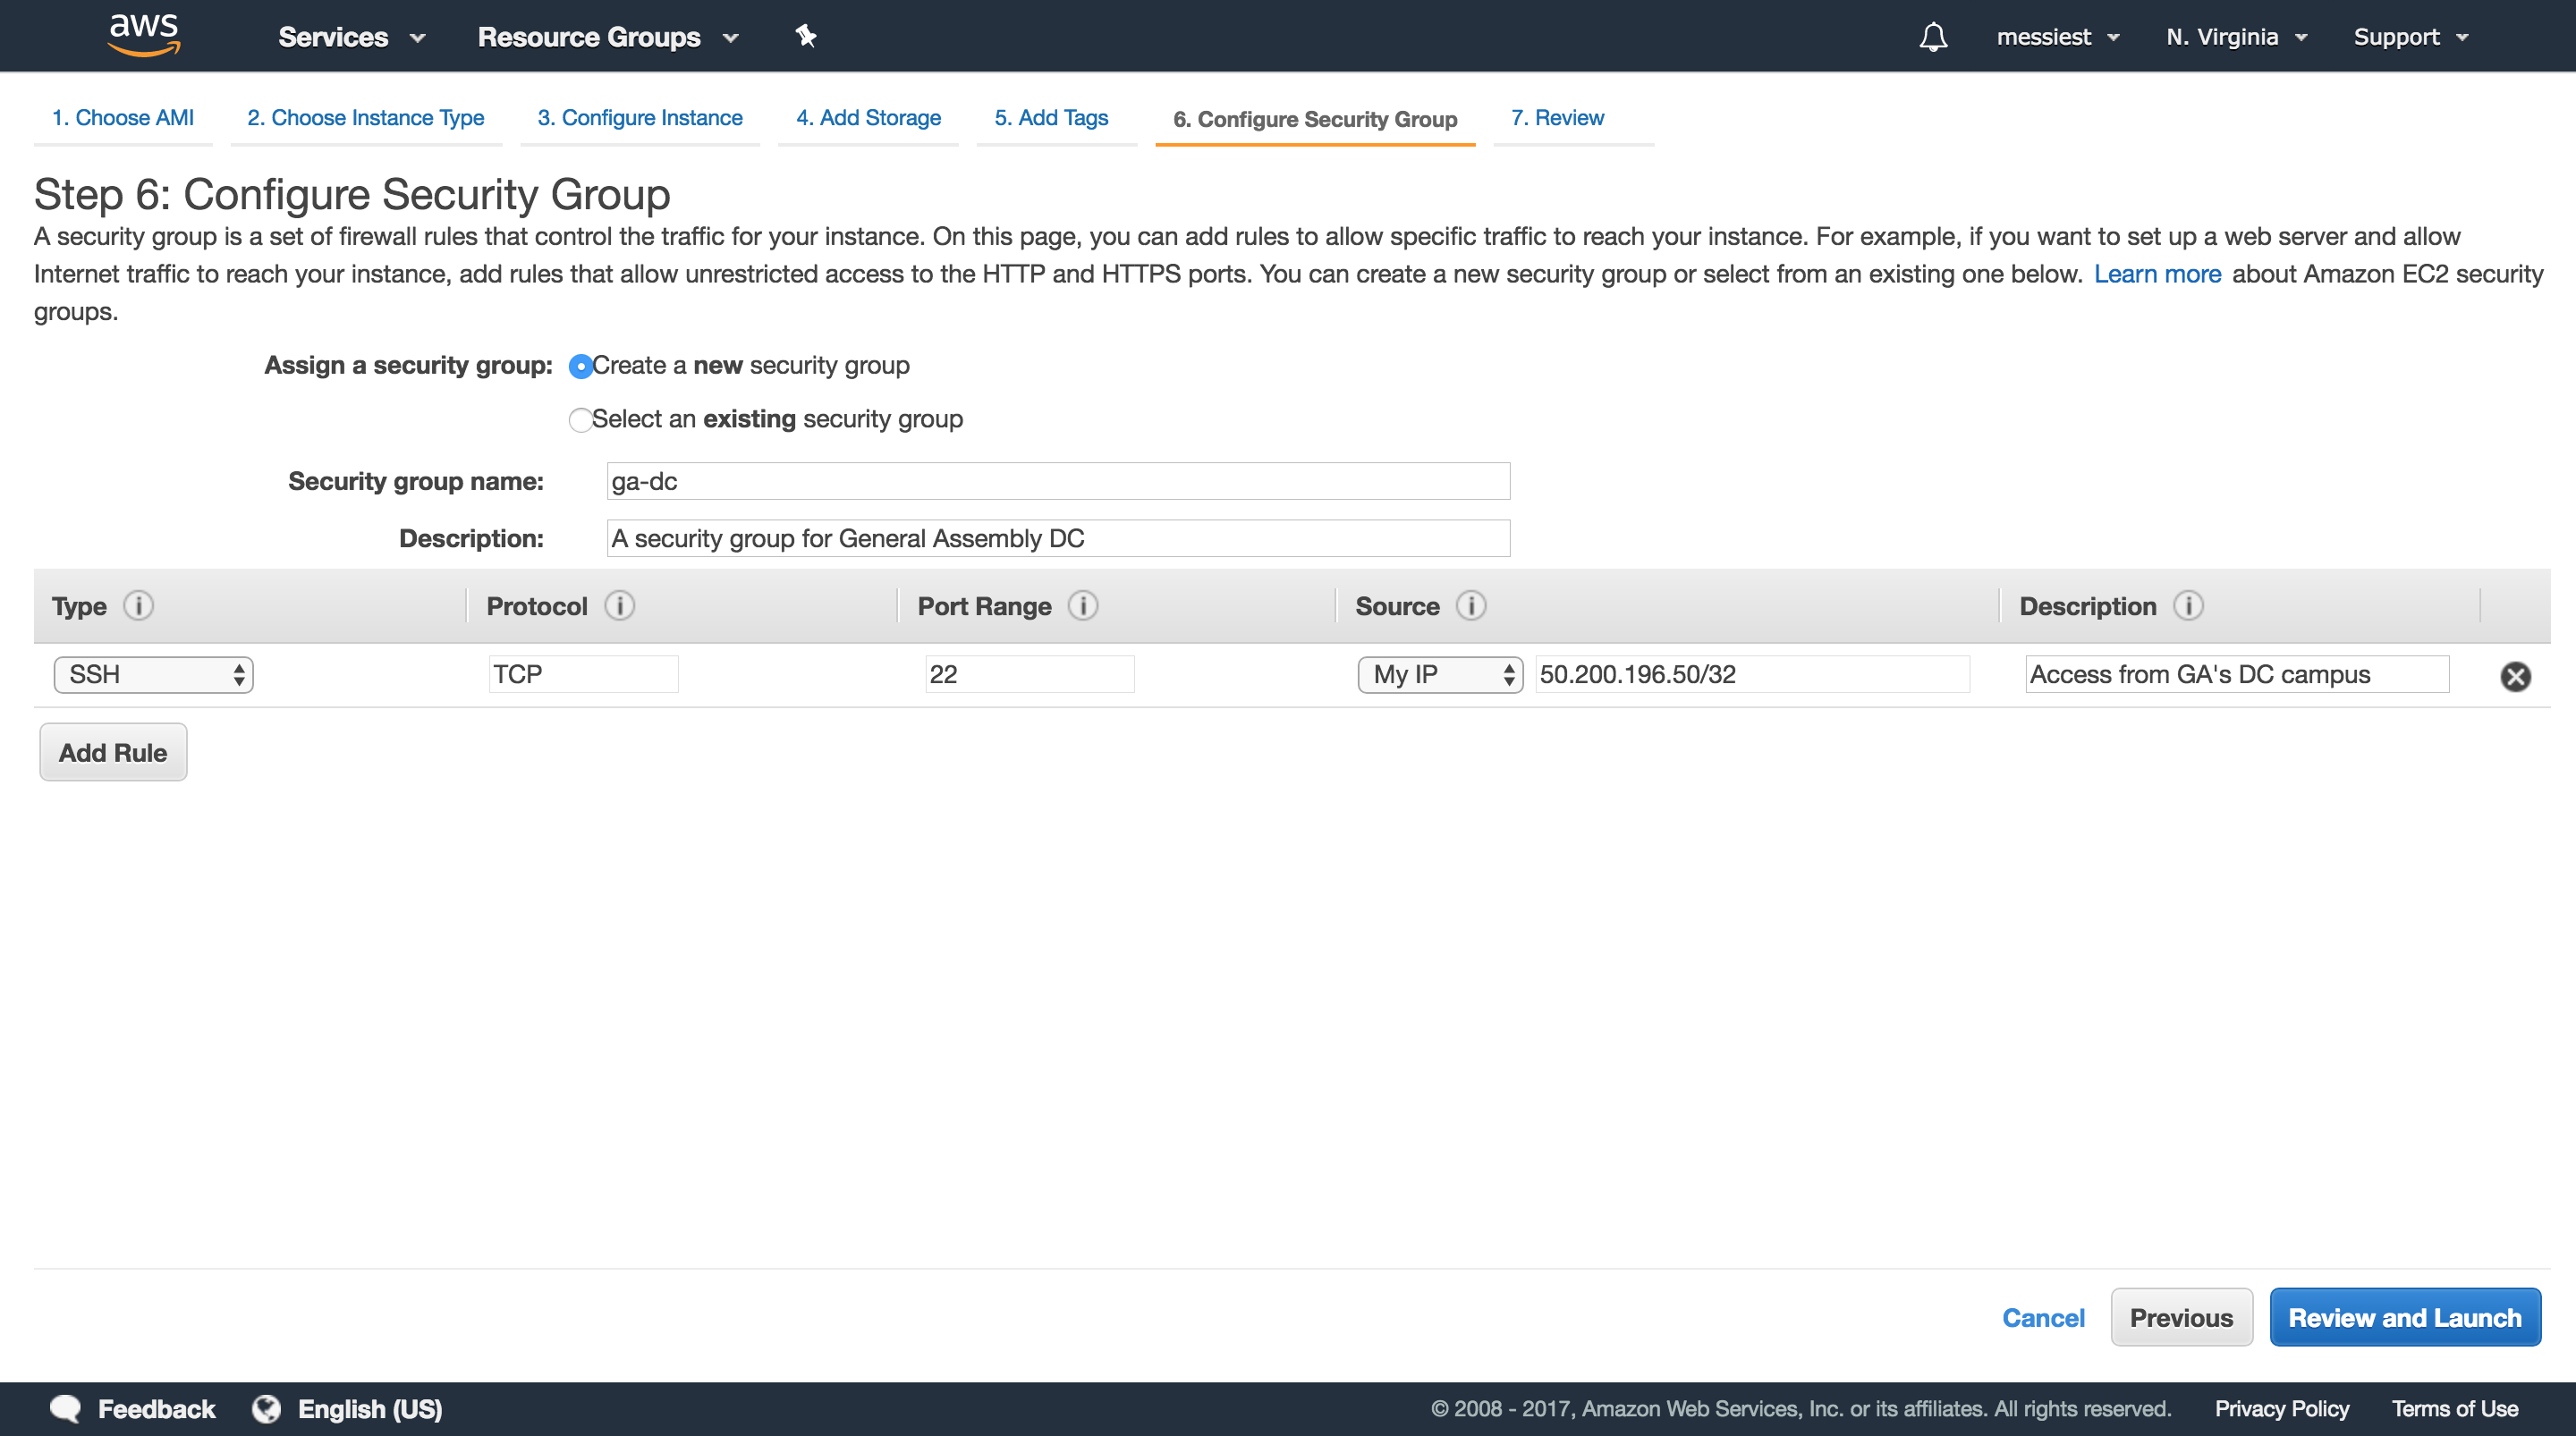 aws Services Resource Groups messiest N. Virginia Support
1. Choose AMI 2. Choose Instance Type 3. Configure Instance 4. Add Storage 5. Add Tags 6. Configure Security Group 7. Review
Step 6: Configure Security Group
A security group is a set of firewall rules that control the traffic for your instance. On this page, you can add rules to allow specific traffic to reach your instance. For example, if you want to set up a web server and allow
Internet traffic to reach your instance, add rules that allow unrestricted access to the HTTP and HTTPS ports. You can create a new security group or select from an existing one below. Learn more about Amazon EC2 security
groups.
Assign a security group: Create a new security group
Select an existing security group
Security group name: ga-dc
Description: A security group for General Assembly DC
Type i Protocol i Port Range i Source i Description i
SSH TCP 22 My IP 50.200.196.50/32 Access from GA's DC campus
Add Rule
Cancel Previous Review and Launch
Feedback English (US) © 2008 - 2017, Amazon Web Services, Inc. or its affiliates. All rights reserved. Privacy Policy Terms of Use